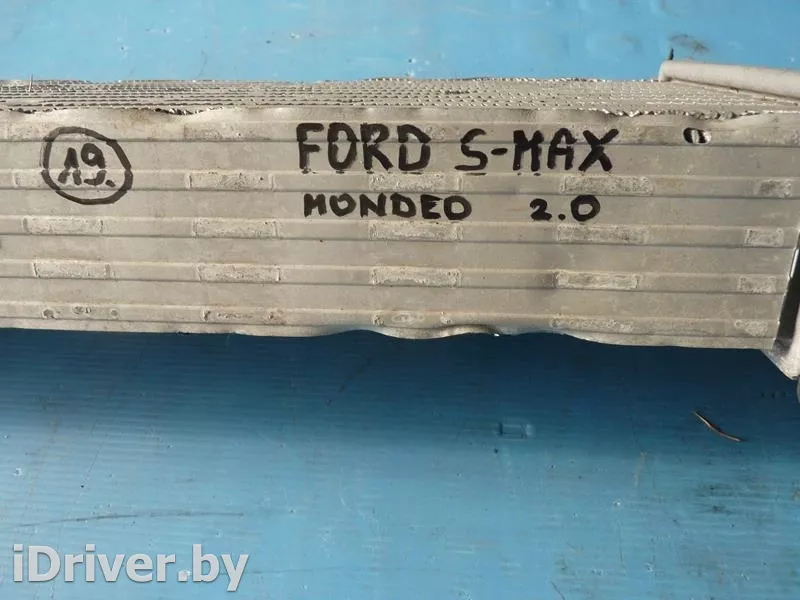 19.
FORD S-MAX
MONDEO 2.0
iDriver.by